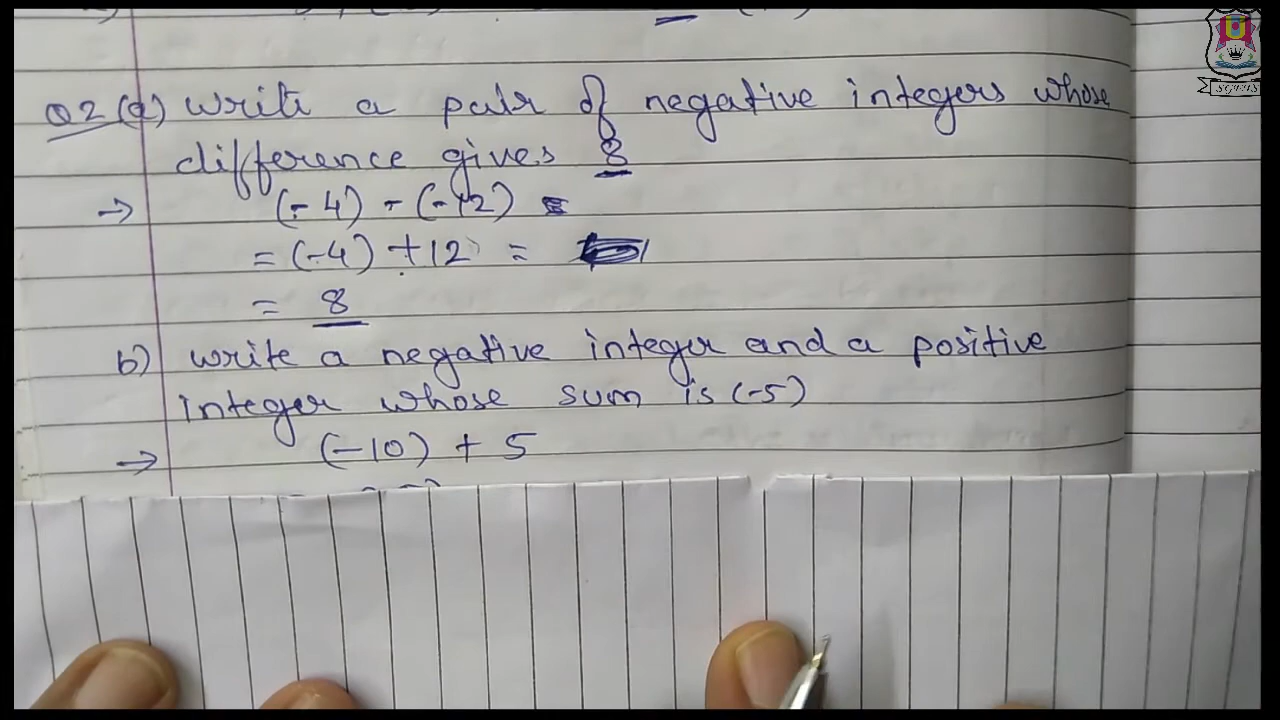 Q2 (a) write a pair of negative integers whose
difference gives 8
→ (-4) - (-12)
= (-4) + 12 =
= 8
b) write a negative integer and a positive
integer whose sum is (-5)
→ (-10) + 5